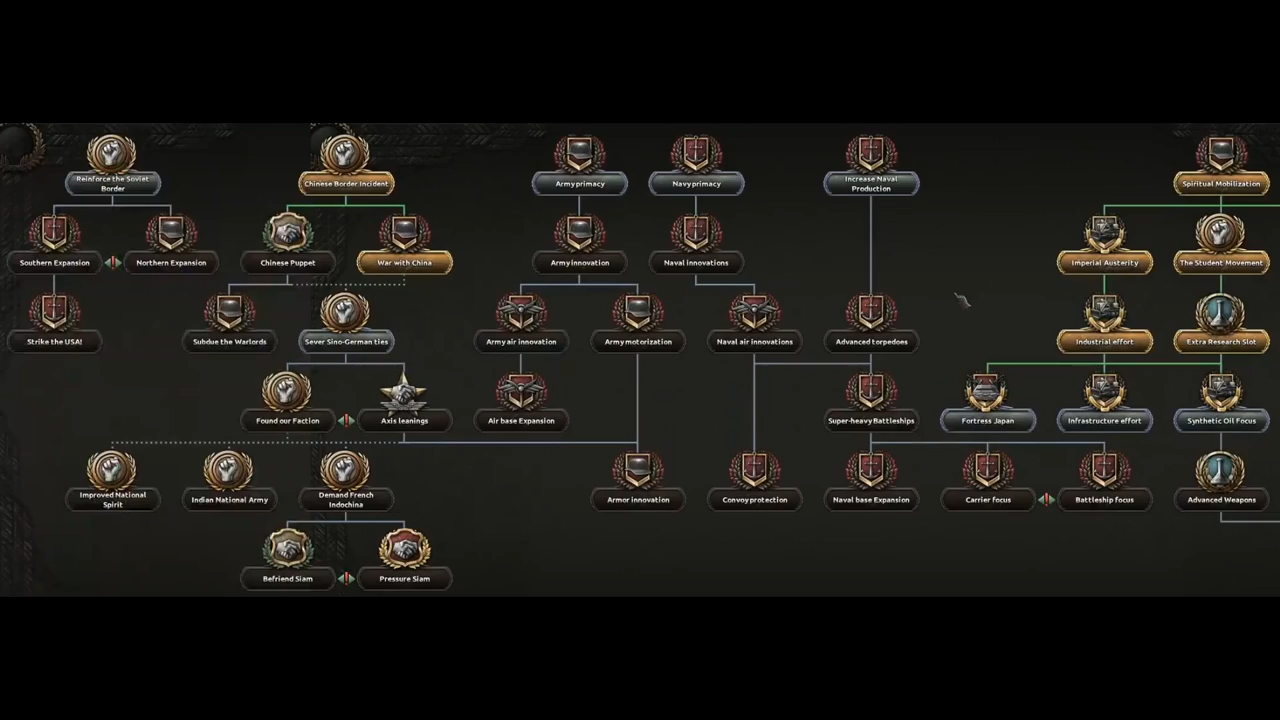 Reinforce the Soviet
Border
Chinese Border Incident
Army primacy
Navy primacy
Increase Naval
Production
Spiritual Mobilization
Southern Expansion
Northern Expansion
Chinese Puppet
War with China
Army innovation
Naval innovations
Imperial Austerity
The Student Movement
Strike the USA!
Subdue the Warlords
Sever Sino-German ties
Army air innovation
Army motorization
Naval air innovations
Advanced torpedoes
Industrial effort
Extra Research Slot
Found our Faction
Axis leanings
Air base Expansion
Super-heavy Battleships
Fortress Japan
Infrastructure effort
Synthetic Oil Focus
Improved National
Spirit
Indian National Army
Demand French
Indochina
Armor innovation
Convoy protection
Naval base Expansion
Carrier focus
Battleship focus
Advanced Weapons
Befriend Siam
Pressure Siam